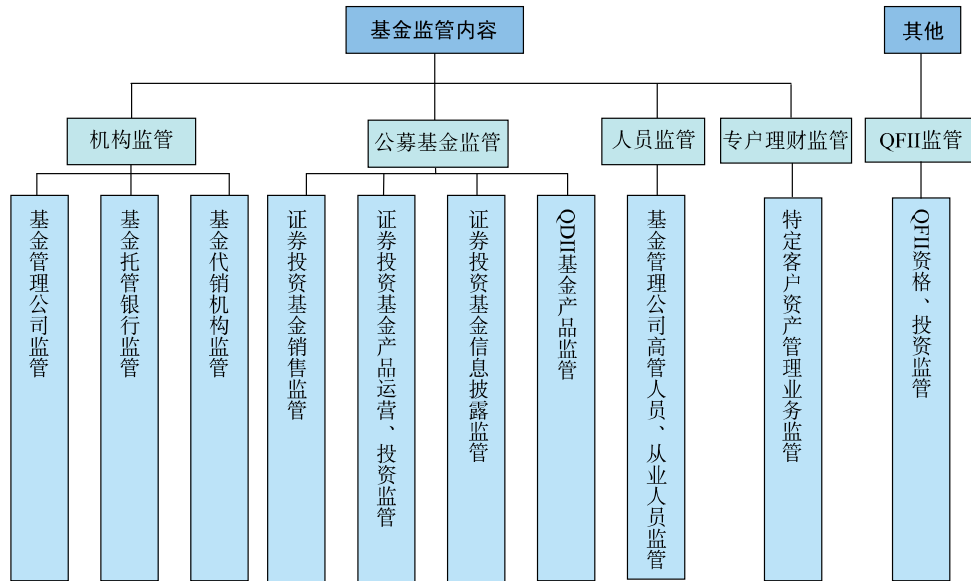 基金监管内容
其他
机构监管
公募基金监管
人员监管
专户理财监管
QFII监管
基金管理公司监管
基金托管银行监管
基金代销机构监管
证券投资基金销售监管
证券投资基金产品运营、投资监管
证券投资基金信息披露监管
QDII基金产品监管
基金管理公司高管人员、从业人员监管
特定客户资产管理业务监管
QFII资格、投资监管